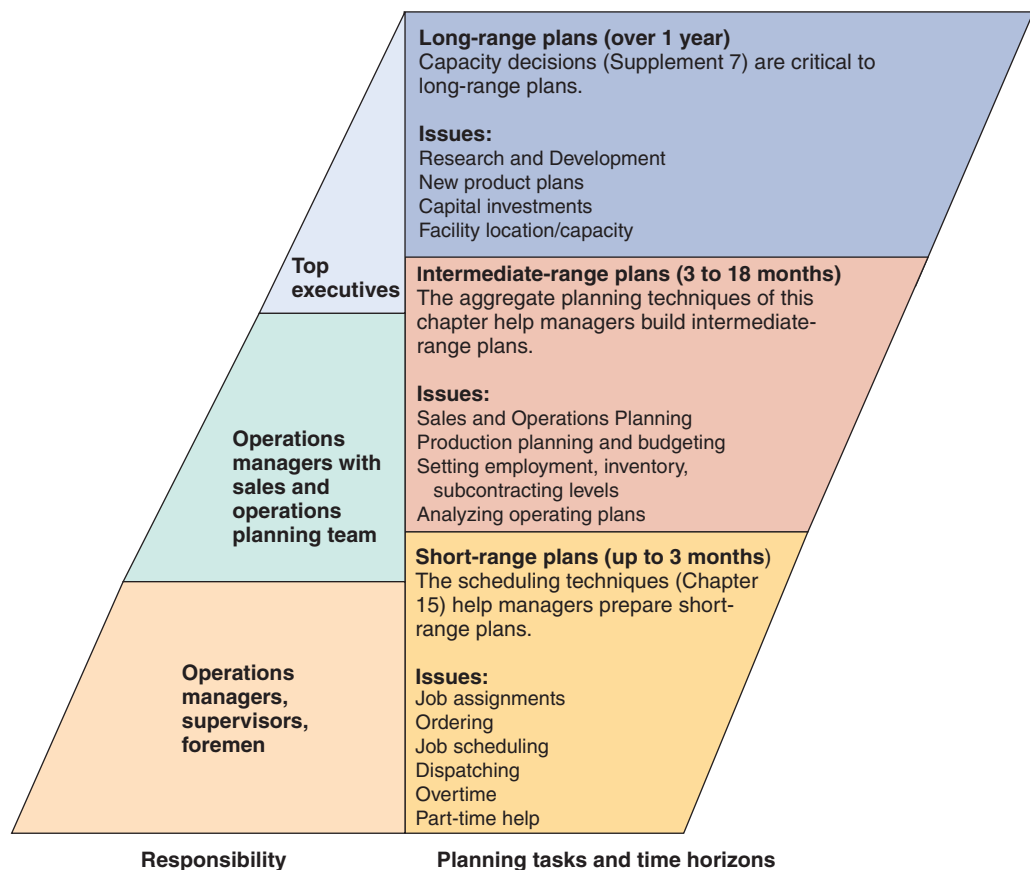 Long-range plans (over 1 year)
Capacity decisions (Supplement 7) are critical to
long-range plans.
Issues:
Research and Development
New product plans
Capital investments
Facility location/capacity
Top
executives
Intermediate-range plans (3 to 18 months)
The aggregate planning techniques of this
chapter help managers build intermediate-
range plans.
Issues:
Sales and Operations Planning
Production planning and budgeting
Setting employment, inventory,
subcontracting levels
Analyzing operating plans
Operations
managers with
sales and
operations
planning team
Short-range plans (up to 3 months)
The scheduling techniques (Chapter
15) help managers prepare short-
range plans.
Issues:
Job assignments
Ordering
Job scheduling
Dispatching
Overtime
Part-time help
Operations
managers,
supervisors,
foremen
Responsibility
Planning tasks and time horizons